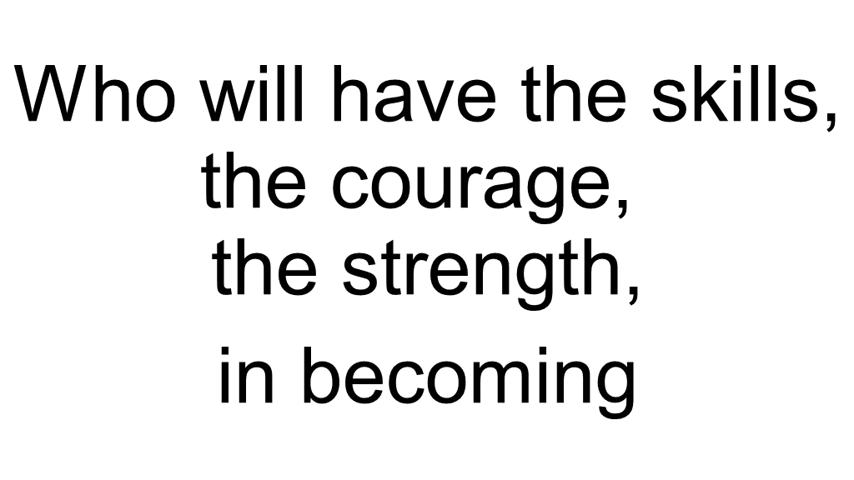 Who will have the skills,
the courage,
the strength,
in becoming